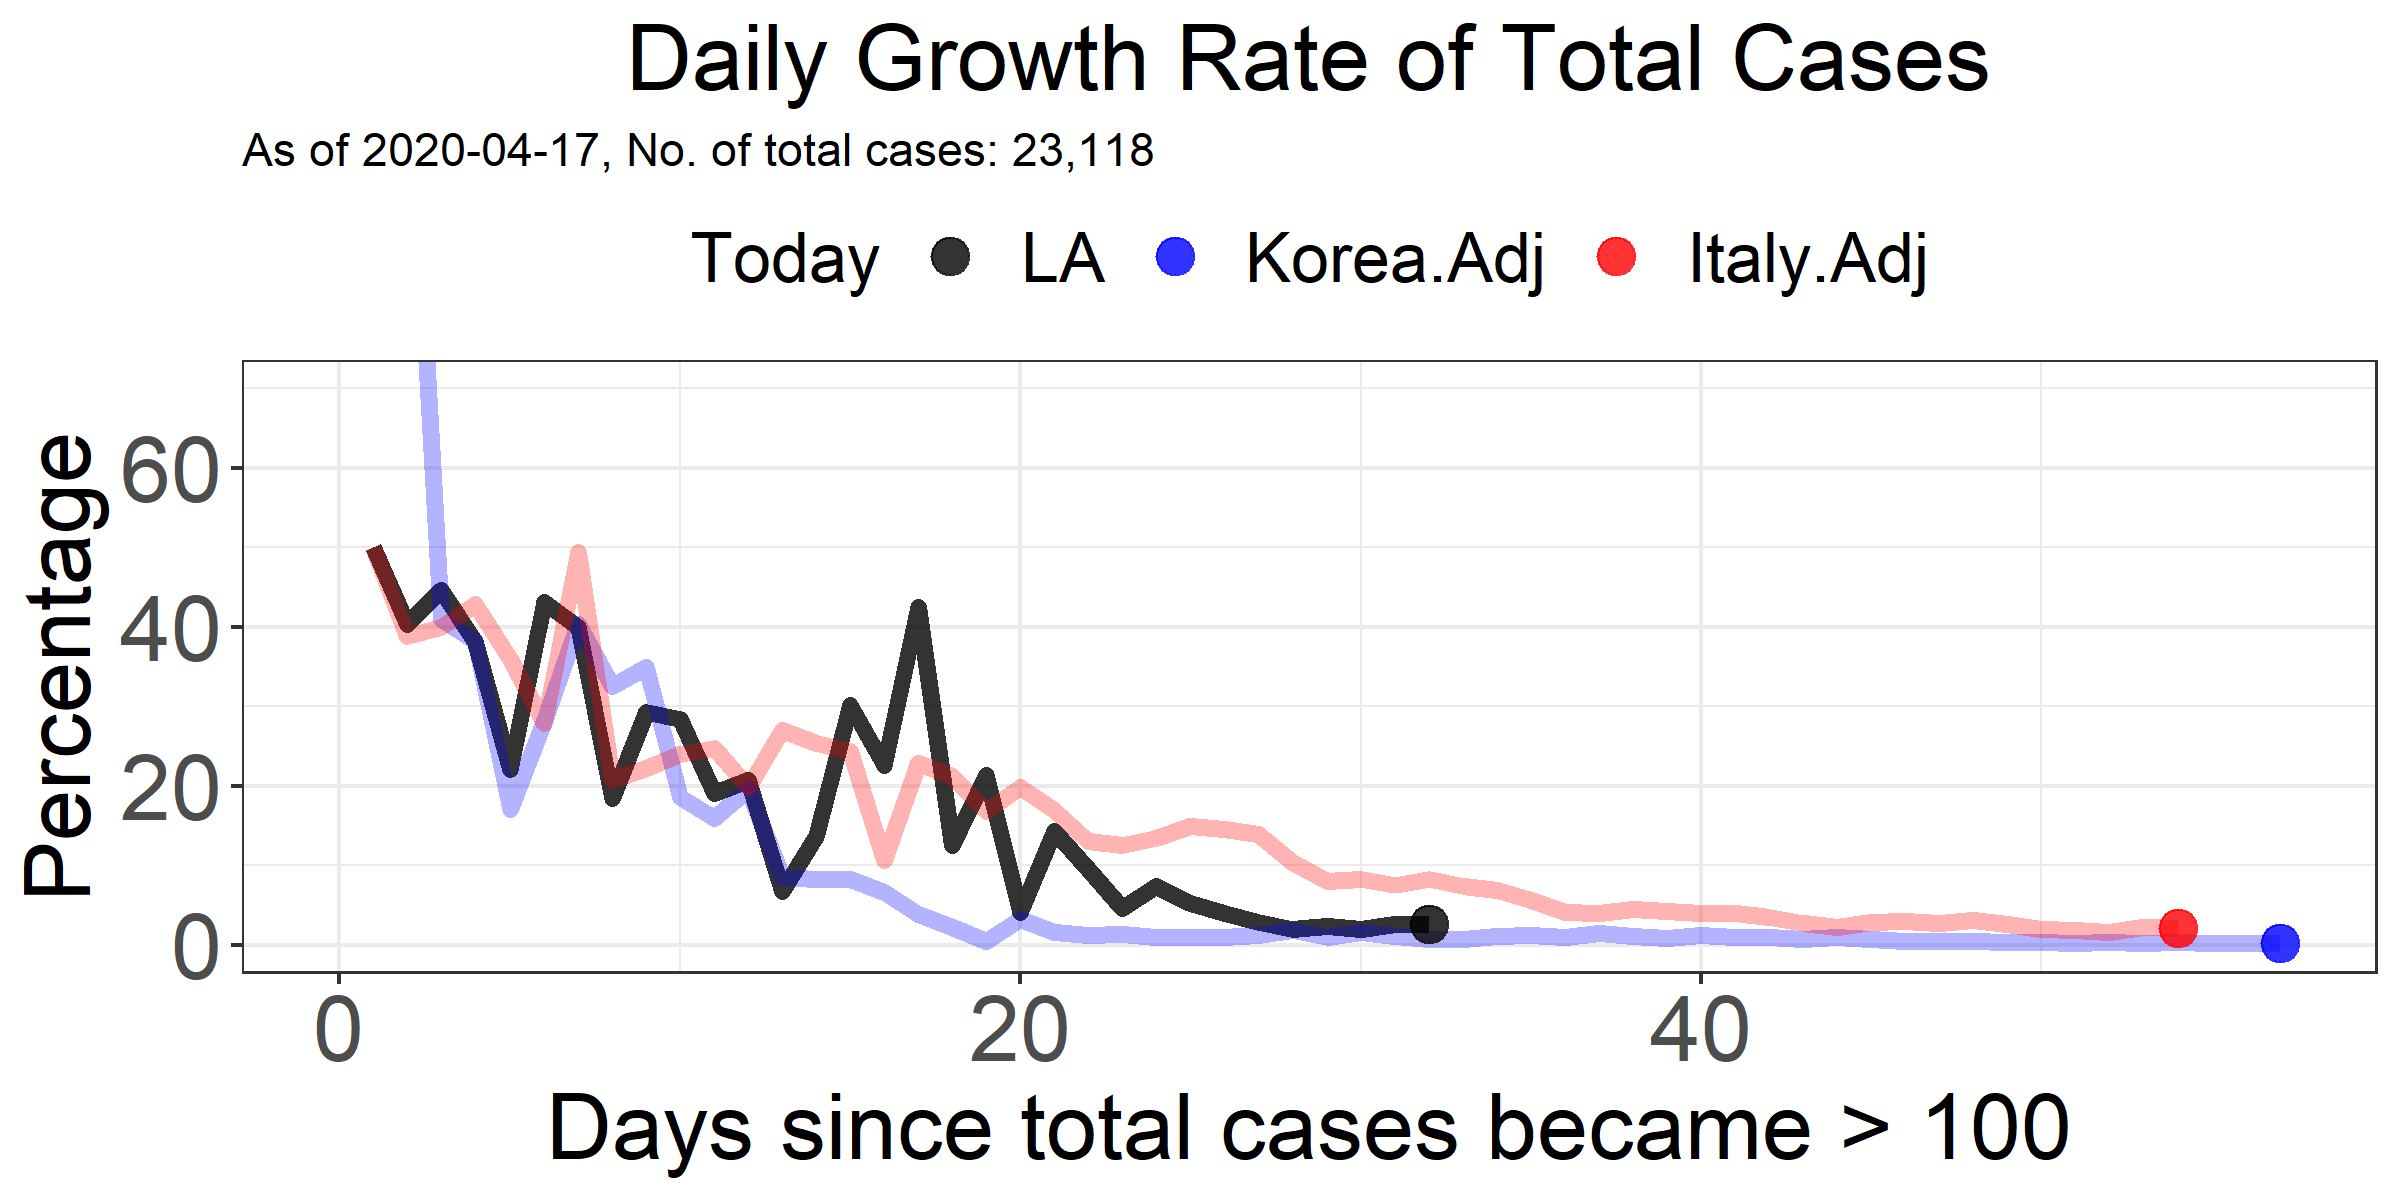 Daily Growth Rate of Total Cases
As of 2020-04-17, No. of total cases: 23,118
Today LA Korea.Adj Italy.Adj
Percentage
60
40
20
0
0 20 40
Days since total cases became > 100